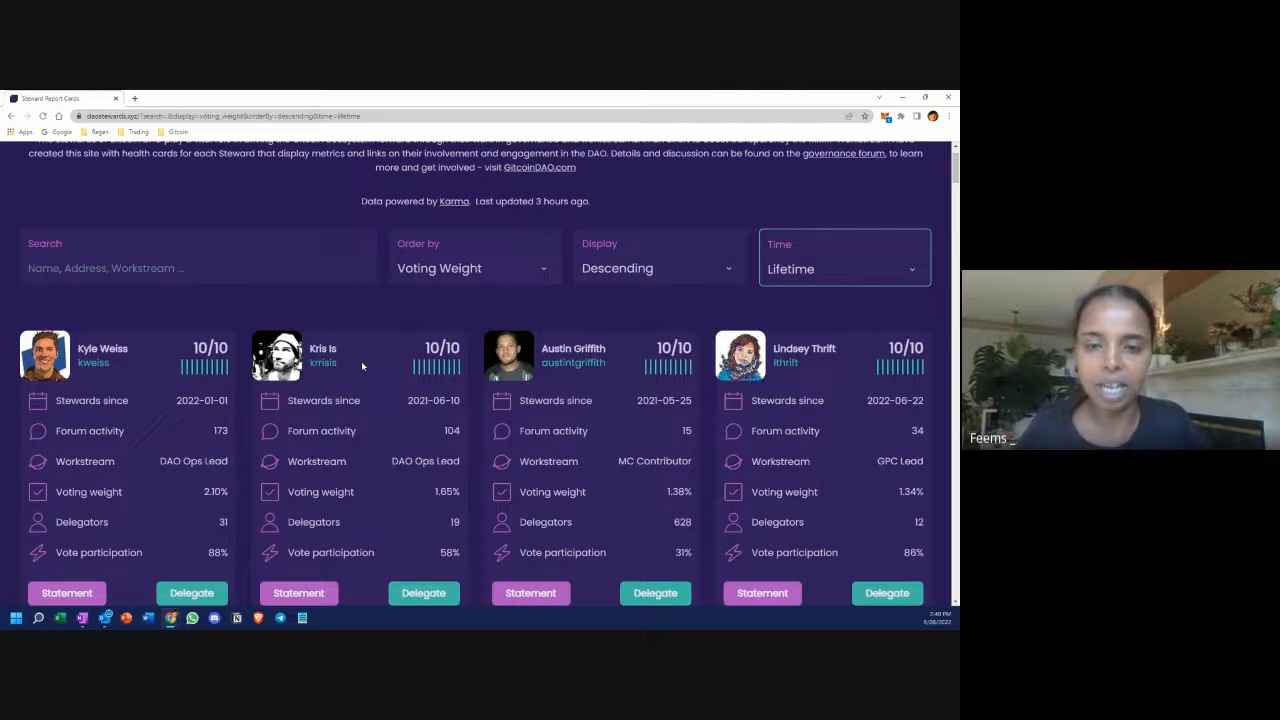 Steward Report Cards
daostewards.xyz/?search=&display=voting_weight&orderBy=descending&time=lifetime
Apps Google Regen Trading Gitcoin
created this site with health cards for each Steward that display metrics and links on their involvement and engagement in the DAO. Details and discussion can be found on the governance forum, to learn
more and get involved - visit GitcoinDAO.com
Data powered by Karma. Last updated 3 hours ago.
Search Order by Display Time
Name, Address, Workstream ... Voting Weight Descending Lifetime
Kyle Weiss 10/10
kweiss
Stewards since 2022-01-01
Forum activity 173
Workstream DAO Ops Lead
Voting weight 2.10%
Delegators 31
Vote participation 88%
Statement Delegate
Kris Is 10/10
krrisis
Stewards since 2021-06-10
Forum activity 104
Workstream DAO Ops Lead
Voting weight 1.65%
Delegators 19
Vote participation 58%
Statement Delegate
Austin Griffith 10/10
austintgriffith
Stewards since 2021-05-25
Forum activity 15
Workstream MC Contributor
Voting weight 1.38%
Delegators 628
Vote participation 31%
Statement Delegate
Lindsey Thrift 10/10
lthrift
Stewards since 2022-06-22
Forum activity 34
Workstream GPC Lead
Voting weight 1.34%
Delegators 12
Vote participation 86%
Statement Delegate
2:49 PM
9/26/2022
Feems _